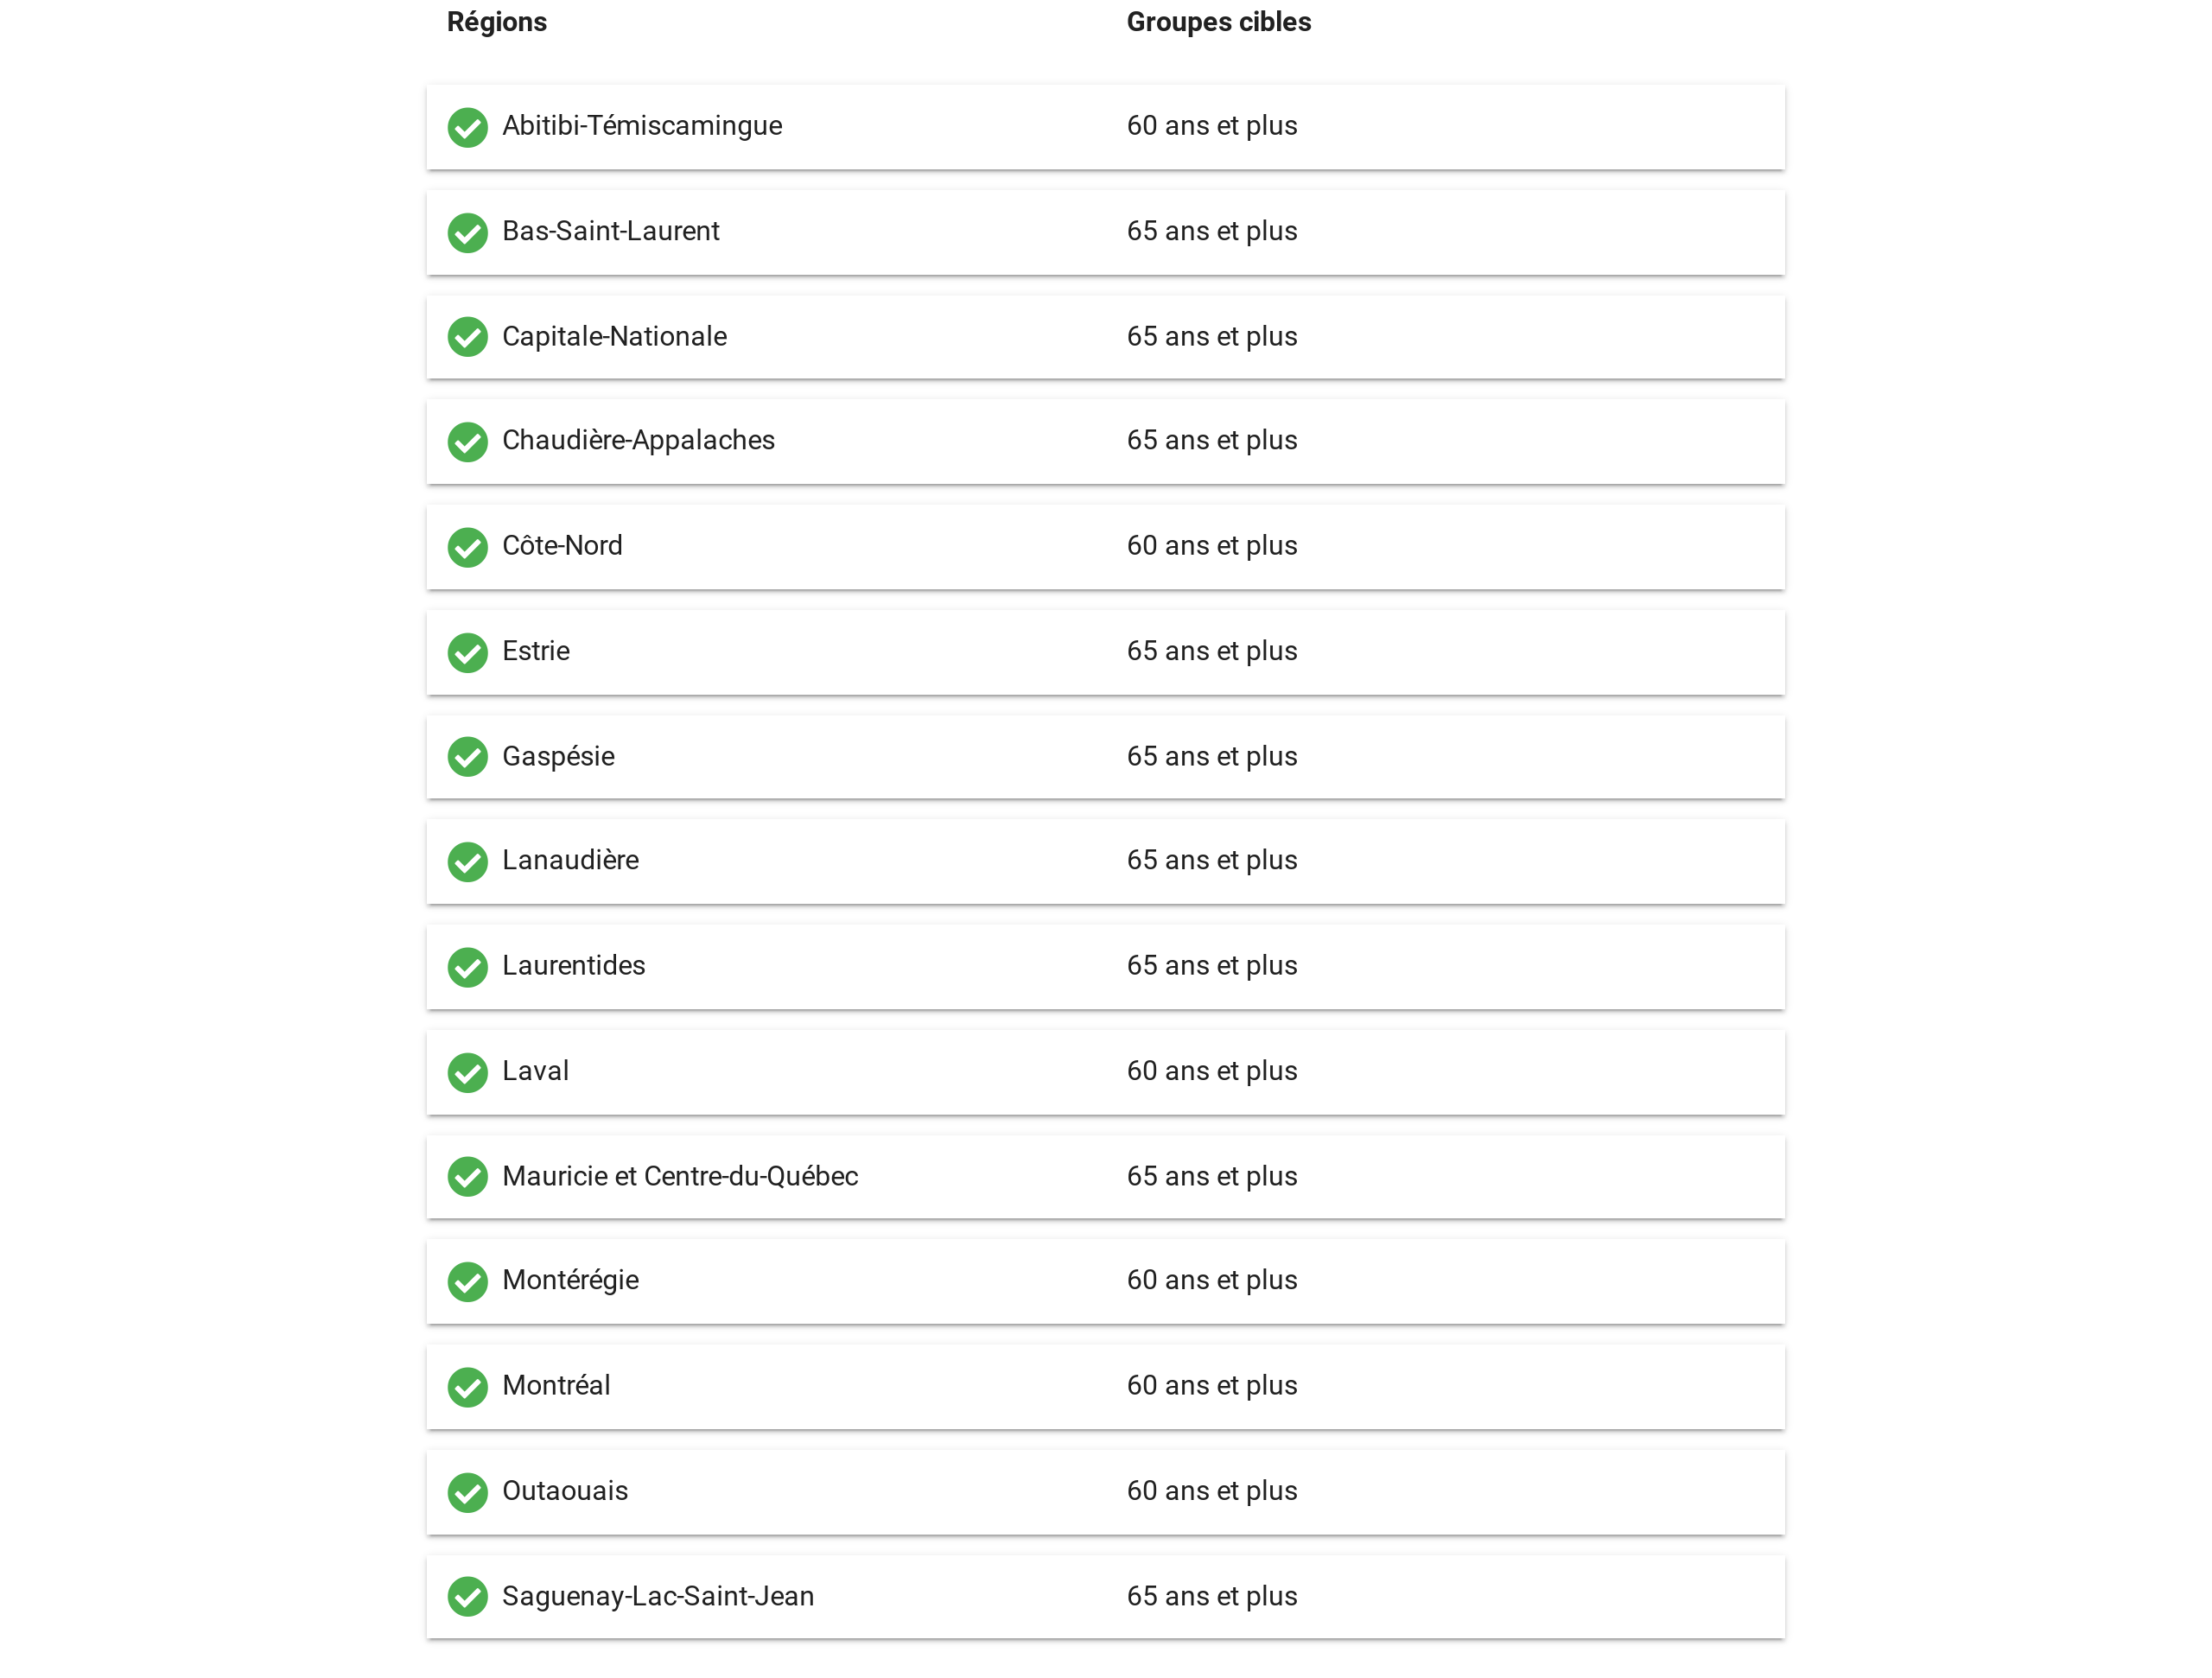 Régions Groupes cibles
Abitibi-Témiscamingue 60 ans et plus
Bas-Saint-Laurent 65 ans et plus
Capitale-Nationale 65 ans et plus
Chaudière-Appalaches 65 ans et plus
Côte-Nord 60 ans et plus
Estrie 65 ans et plus
Gaspésie 65 ans et plus
Lanaudière 65 ans et plus
Laurentides 65 ans et plus
Laval 60 ans et plus
Mauricie et Centre-du-Québec 65 ans et plus
Montérégie 60 ans et plus
Montréal 60 ans et plus
Outaouais 60 ans et plus
Saguenay-Lac-Saint-Jean 65 ans et plus